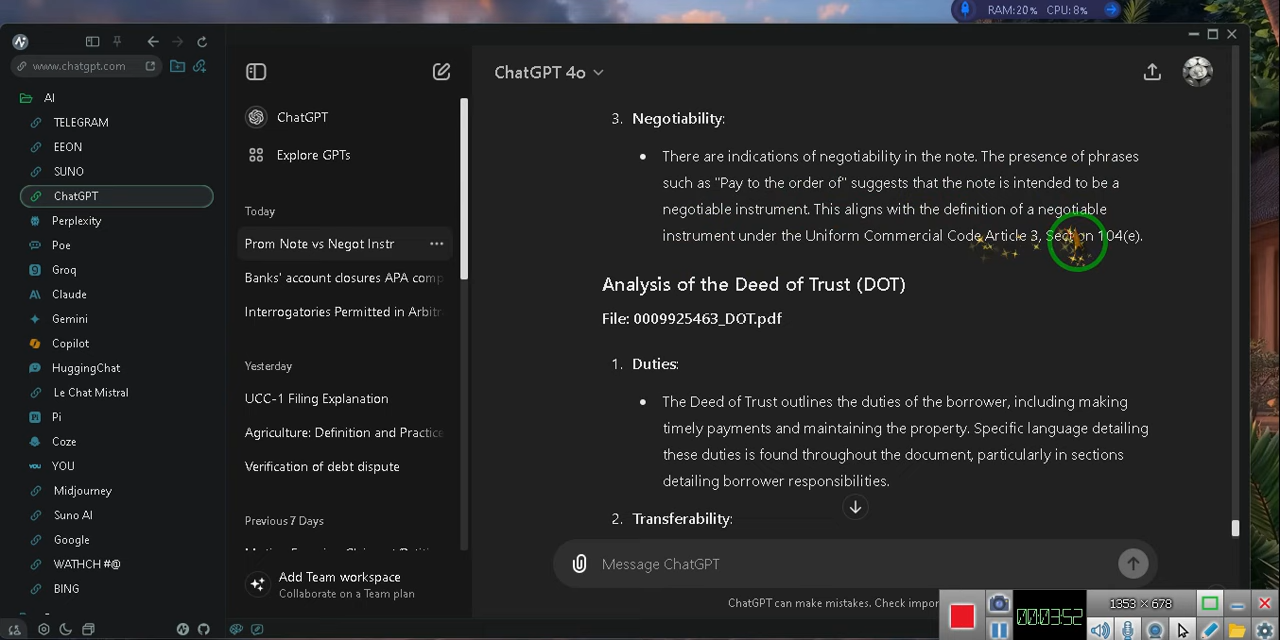 RAM:20% CPU:8%
www.chatgpt.com
AI
TELEGRAM
EEON
SUNO
ChatGPT
Perplexity
Poe
Groq
Claude
Gemini
Copilot
HuggingChat
Le Chat Mistral
Pi
Coze
YOU
Midjourney
Suno AI
Google
WATHCH #@
BING
ChatGPT
Explore GPTs
Today
Prom Note vs Negot Instr
Banks' account closures APA comp
Interrogatories Permitted in Arbitr
Yesterday
UCC-1 Filing Explanation
Agriculture: Definition and Practice
Verification of debt dispute
Previous 7 Days
Add Team workspace
Collaborate on a Team plan
ChatGPT 4o
3. Negotiability:
There are indications of negotiability in the note. The presence of phrases
such as "Pay to the order of" suggests that the note is intended to be a
negotiable instrument. This aligns with the definition of a negotiable
instrument under the Uniform Commercial Code Article 3, Section 104(e).
Analysis of the Deed of Trust (DOT)
File: 0009925463_DOT.pdf
1. Duties:
The Deed of Trust outlines the duties of the borrower, including making
timely payments and maintaining the property. Specific language detailing
these duties is found throughout the document, particularly in sections
detailing borrower responsibilities.
2. Transferability:
Message ChatGPT
ChatGPT can make mistakes. Check impor
1353 × 678
00:03:52